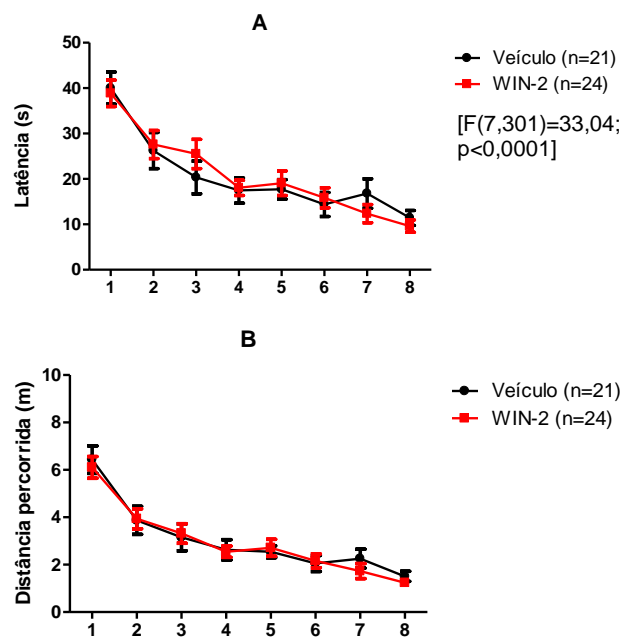 A
Latência (s)
50
40
30
20
10
0
1 2 3 4 5 6 7 8
Veículo (n=21)
WIN-2 (n=24)
[F(7,301)=33,04;
p<0,0001]
B
Distância percorrida (m)
10
8
6
4
2
0
1 2 3 4 5 6 7 8
Veículo (n=21)
WIN-2 (n=24)